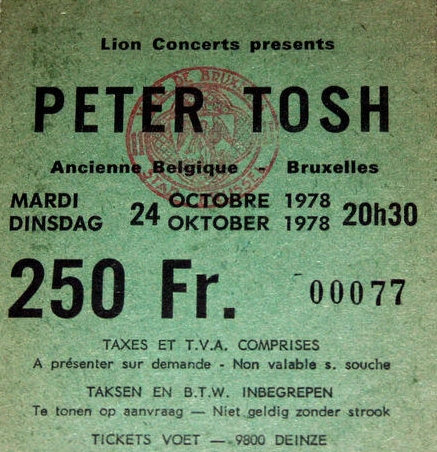 Lion Concerts presents
PETER TOSH
Ancienne Belgique - Bruxelles
MARDI 24 OCTOBRE 1978 20h30
DINSDAG OKTOBER 1978
250 Fr. 00077
TAXES ET T.V.A. COMPRISES
A présenter sur demande - Non valable s. souche
TAKSEN EN B.T.W. INBEGREPEN
Te tonen op aanvraag — Niet geldig zonder strook
TICKETS VOET — 9800 DEINZE